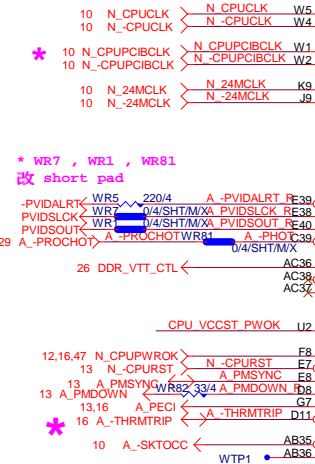 10 N_CPUCLK N_CPUCLK W5
10 N_-CPUCLK N_-CPUCLK W4
* 10 N_CPUPCIBCLK N_CPUPCIBCLK W1
10 N_-CPUPCIBCLK N_-CPUPCIBCLK W2
10 N_24MCLK N_24MCLK K9
10 N_-24MCLK N_-24MCLK J9
* WR7 , WR1 , WR81
改 short pad
-PVIDALRT WR5 220/4 A_-PVIDALRT_R E39
PVIDSLCK WR7 0/4/SHT/M/X A_PVIDSLCK_R E38
PVIDSOUT WR1 0/4/SHT/M/X A_PVIDSOUT_R E40
29 A_-PROCHOT A_-PROCHOT WR81 A_-PHOT C39
0/4/SHT/M/X
26 DDR_VTT_CTL AC36
AC38
AC37
CPU_VCCST_PWOK U2
12,16,47 N_CPUPWROK F8
13 N_-CPURST N_-CPURST E7
13 A_PMSYNC A_PMSYNC E8
13 A_PMDOWN WR82 33/4 A_PMDOWN_R D8
13,16 A_PECI G7
* 16 A_-THRMTRIP A_-THRMTRIP D11
10 A_-SKTOCC AB35
WTP1 AB36